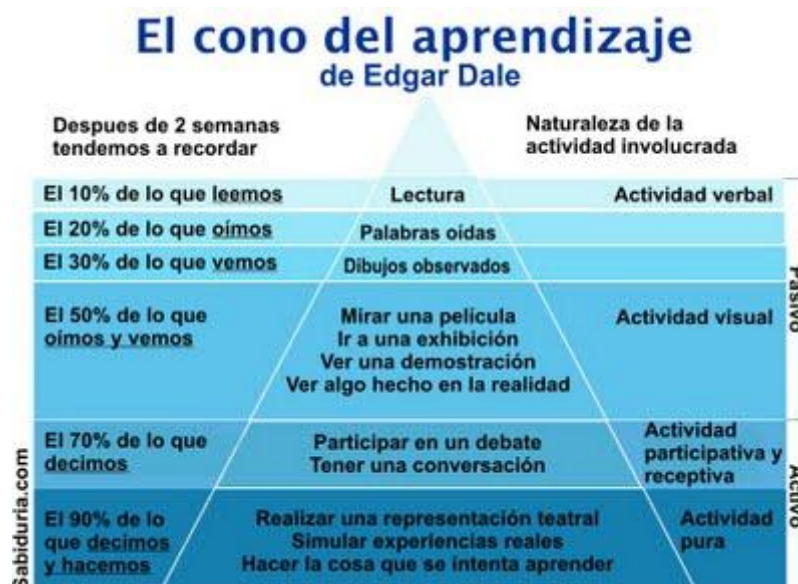 El cono del aprendizaje
de Edgar Dale
Despues de 2 semanas
tendemos a recordar
Naturaleza de la
actividad involucrada
El 10% de lo que leemos
Lectura
Actividad verbal
El 20% de lo que oímos
Palabras oídas
El 30% de lo que vemos
Dibujos observados
El 50% de lo que
oímos y vemos
Mirar una película
Ir a una exhibición
Ver una demostración
Ver algo hecho en la realidad
Actividad visual
Pasivo
El 70% de lo que
decimos
Participar en un debate
Tener una conversación
Actividad
participativa y
receptiva
El 90% de lo
que decimos
y hacemos
Realizar una representación teatral
Simular experiencias reales
Hacer la cosa que se intenta aprender
Actividad
pura
Activo
Sabiduria.com